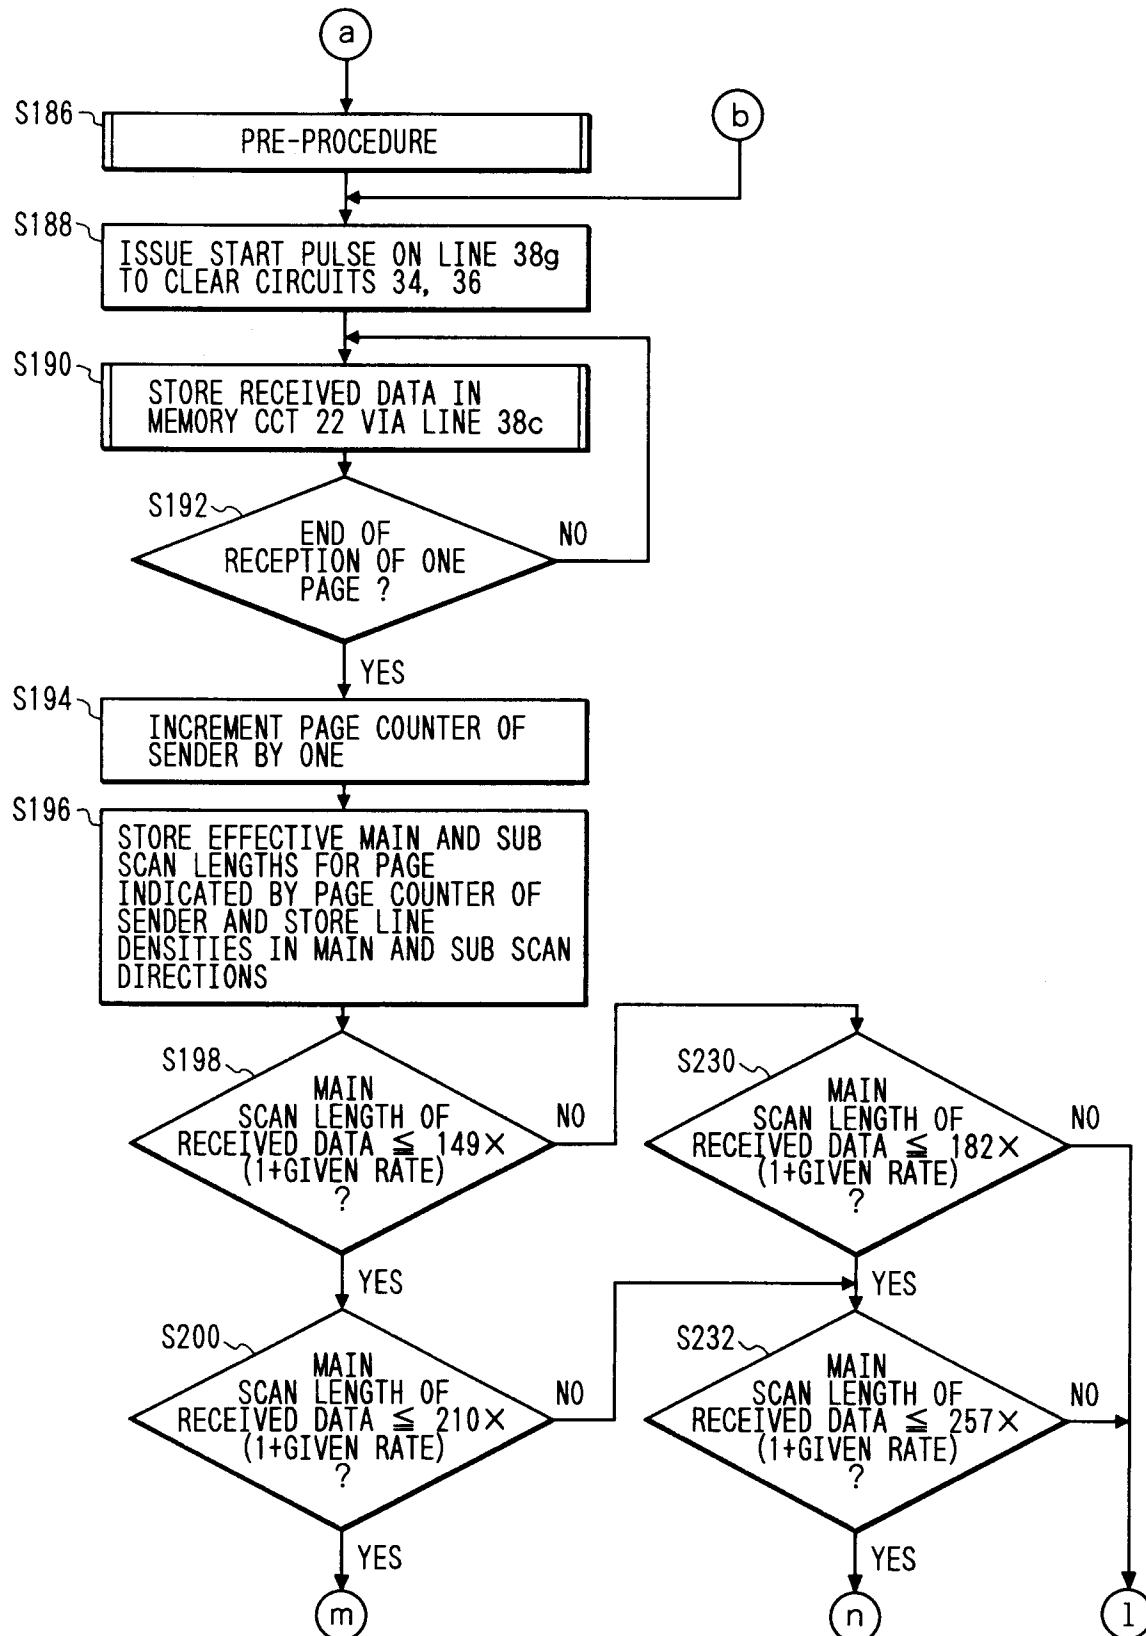 a
S186
PRE-PROCEDURE
b
S188
ISSUE START PULSE ON LINE 38g
TO CLEAR CIRCUITS 34, 36
S190
STORE RECEIVED DATA IN
MEMORY CCT 22 VIA LINE 38c
S192
END OF
RECEPTION OF ONE
PAGE ?
NO
YES
S194
INCREMENT PAGE COUNTER OF
SENDER BY ONE
S196
STORE EFFECTIVE MAIN AND SUB
SCAN LENGTHS FOR PAGE
INDICATED BY PAGE COUNTER OF
SENDER AND STORE LINE
DENSITIES IN MAIN AND SUB SCAN
DIRECTIONS
S198
MAIN
SCAN LENGTH OF
RECEIVED DATA ≦ 149×
(1+GIVEN RATE)
?
NO
YES
S230
MAIN
SCAN LENGTH OF
RECEIVED DATA ≦ 182×
(1+GIVEN RATE)
?
NO
YES
S200
MAIN
SCAN LENGTH OF
RECEIVED DATA ≦ 210×
(1+GIVEN RATE)
?
NO
YES
S232
MAIN
SCAN LENGTH OF
RECEIVED DATA ≦ 257×
(1+GIVEN RATE)
?
NO
YES
m
n
l